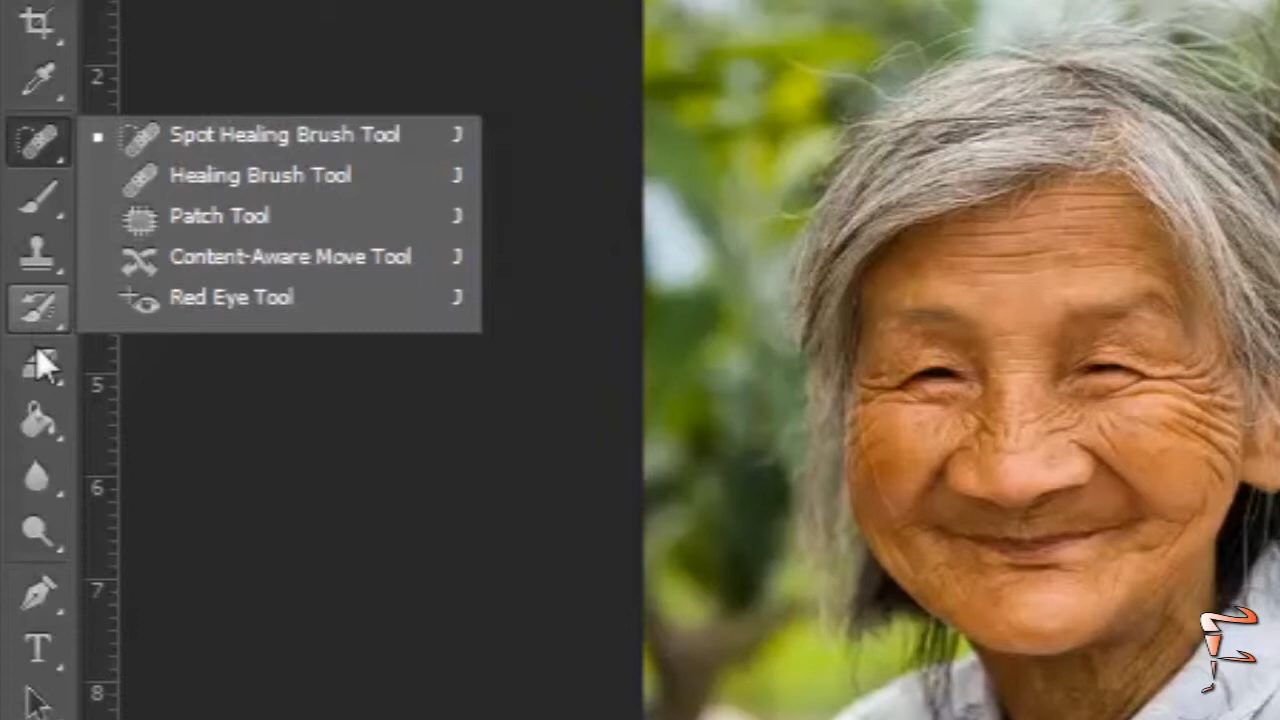 2
Spot Healing Brush Tool J
Healing Brush Tool J
Patch Tool J
Content-Aware Move Tool J
Red Eye Tool J
5
6
7
T
8